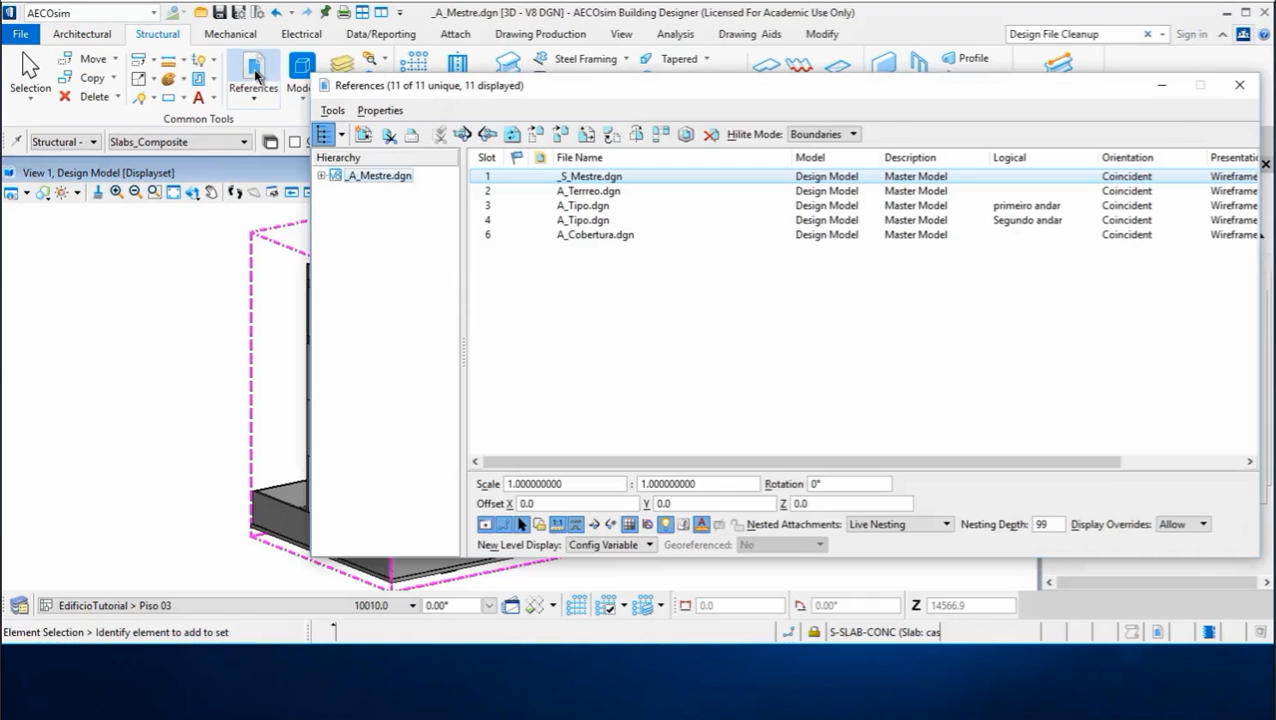 AECOsim
_A_Mestre.dgn [3D - V8 DGN] - AECOsim Building Designer (Licensed For Academic Use Only)
File Architectural Structural Mechanical Electrical Data/Reporting Attach Drawing Production View Analysis Drawing Aids Modify Design File Cleanup Sign in
Selection
Move
Copy
Delete
References
Steel Framing
Tapered
Profile
Common Tools
Structural - Slabs_Composite
View 1, Design Model [Displayset]
References (11 of 11 unique, 11 displayed)
Tools Properties
Hilite Mode: Boundaries
Hierarchy
_A_Mestre.dgn
Slot File Name Model Description Logical Orientation
1 _S_Mestre.dgn Design Model Master Model Coincident Wireframe
2 A_Terrreo.dgn Design Model Master Model Coincident Wireframe
3 A_Tipo.dgn Design Model Master Model primeiro andar Coincident Wireframe
4 A_Tipo.dgn Design Model Master Model Segundo andar Coincident Wireframe
6 A_Cobertura.dgn Design Model Master Model Coincident Wireframe
Scale 1.000000000 : 1.000000000 Rotation 0°
Offset X 0.0 Y 0.0 Z 0.0
Nested Attachments: Live Nesting Nesting Depth: 99 Display Overrides: Allow
New Level Display: Config Variable Georeferenced: No
EdificioTutorial > Piso 03 10010.0 0.00° 0.0 0.00° Z 14566.9
Element Selection > Identify element to add to set
S-SLAB-CONC (Slab: cas